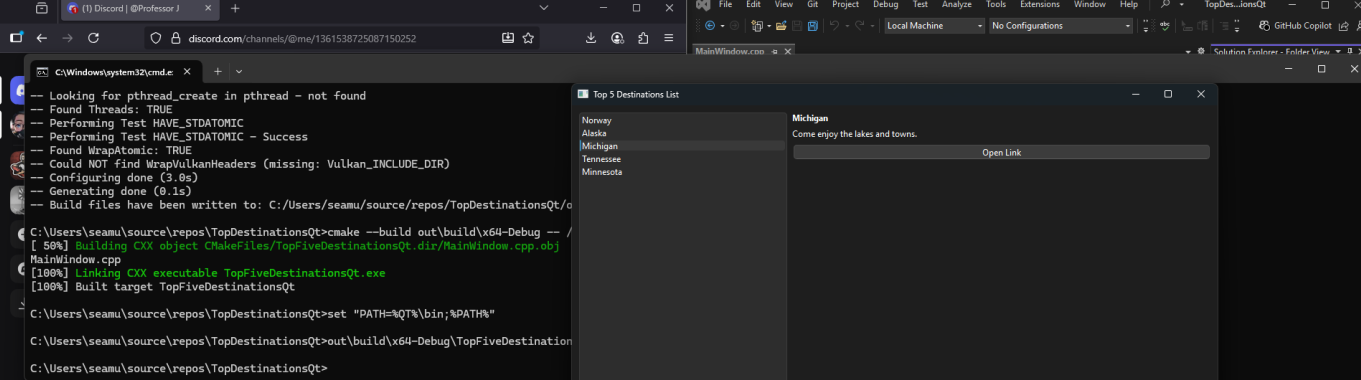 (1) Discord | @Professor J
File Edit View Git Project Build Debug Test Analyze Tools Extensions Window Help
TopDes...ionsQt
discord.com/channels/@me/1361538725087150252
Local Machine
No Configurations
GitHub Copilot
MainWindow.cpp
Solution Explorer - Folder View
C:\Windows\system32\cmd.e
-- Looking for pthread_create in pthread - not found
-- Found Threads: TRUE
-- Performing Test HAVE_STDATOMIC
-- Performing Test HAVE_STDATOMIC - Success
-- Found WrapAtomic: TRUE
-- Could NOT find WrapVulkanHeaders (missing: Vulkan_INCLUDE_DIR)
-- Configuring done (3.0s)
-- Generating done (0.1s)
-- Build files have been written to: C:/Users/seamu/source/repos/TopDestinationsQt/o
C:\Users\seamu\source\repos\TopDestinationsQt>cmake --build out\build\x64-Debug -- /
[ 50%] Building CXX object CMakeFiles/TopFiveDestinationsQt.dir/MainWindow.cpp.obj
MainWindow.cpp
[100%] Linking CXX executable TopFiveDestinationsQt.exe
[100%] Built target TopFiveDestinationsQt
C:\Users\seamu\source\repos\TopDestinationsQt>set "PATH=%QT%\bin;%PATH%"
C:\Users\seamu\source\repos\TopDestinationsQt>out\build\x64-Debug\TopFiveDestination
C:\Users\seamu\source\repos\TopDestinationsQt>
Top 5 Destinations List
Norway
Alaska
Michigan
Tennessee
Minnesota
Michigan
Come enjoy the lakes and towns.
Open Link